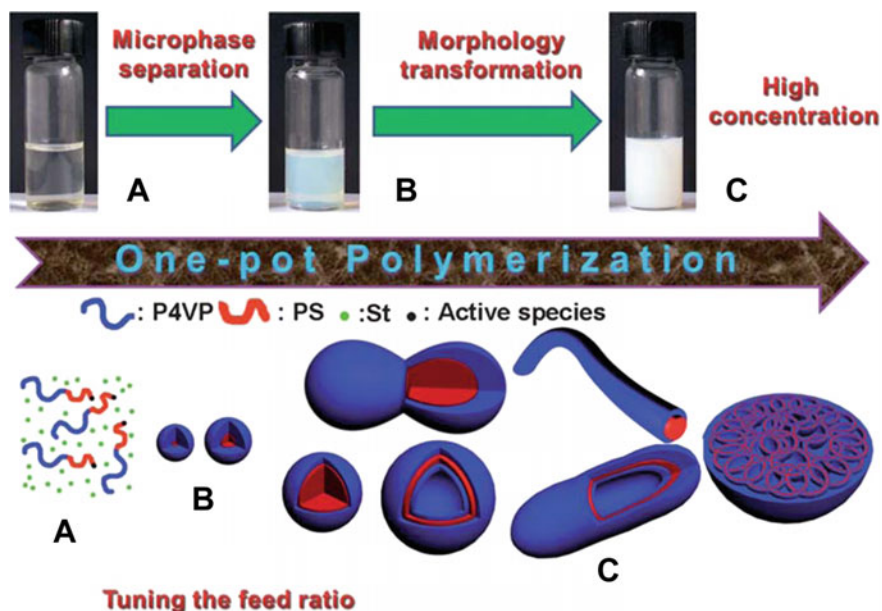 Microphase
separation
Morphology
transformation
High
concentration
A
B
C
One-pot Polymerization
: P4VP : PS :St : Active species
A
B
C
Tuning the feed ratio